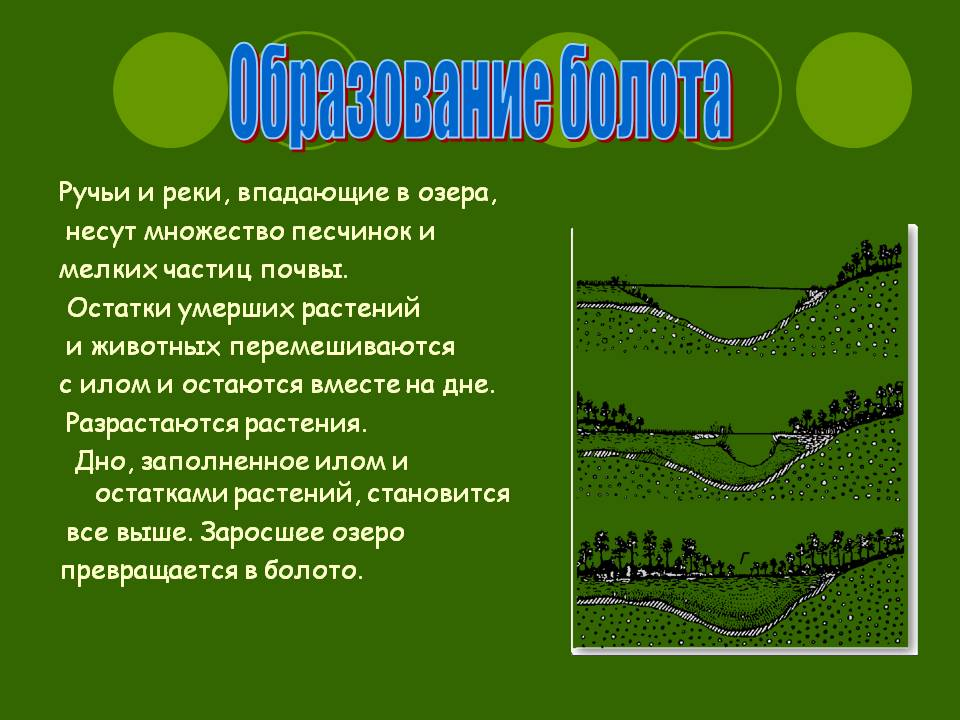 Образование болота
Ручьи и реки, впадающие в озера,
несут множество песчинок и
мелких частиц почвы.
Остатки умерших растений
и животных перемешиваются
с илом и остаются вместе на дне.
Разрастаются растения.
Дно, заполненное илом и
остатками растений, становится
все выше. Заросшее озеро
превращается в болото.
Г